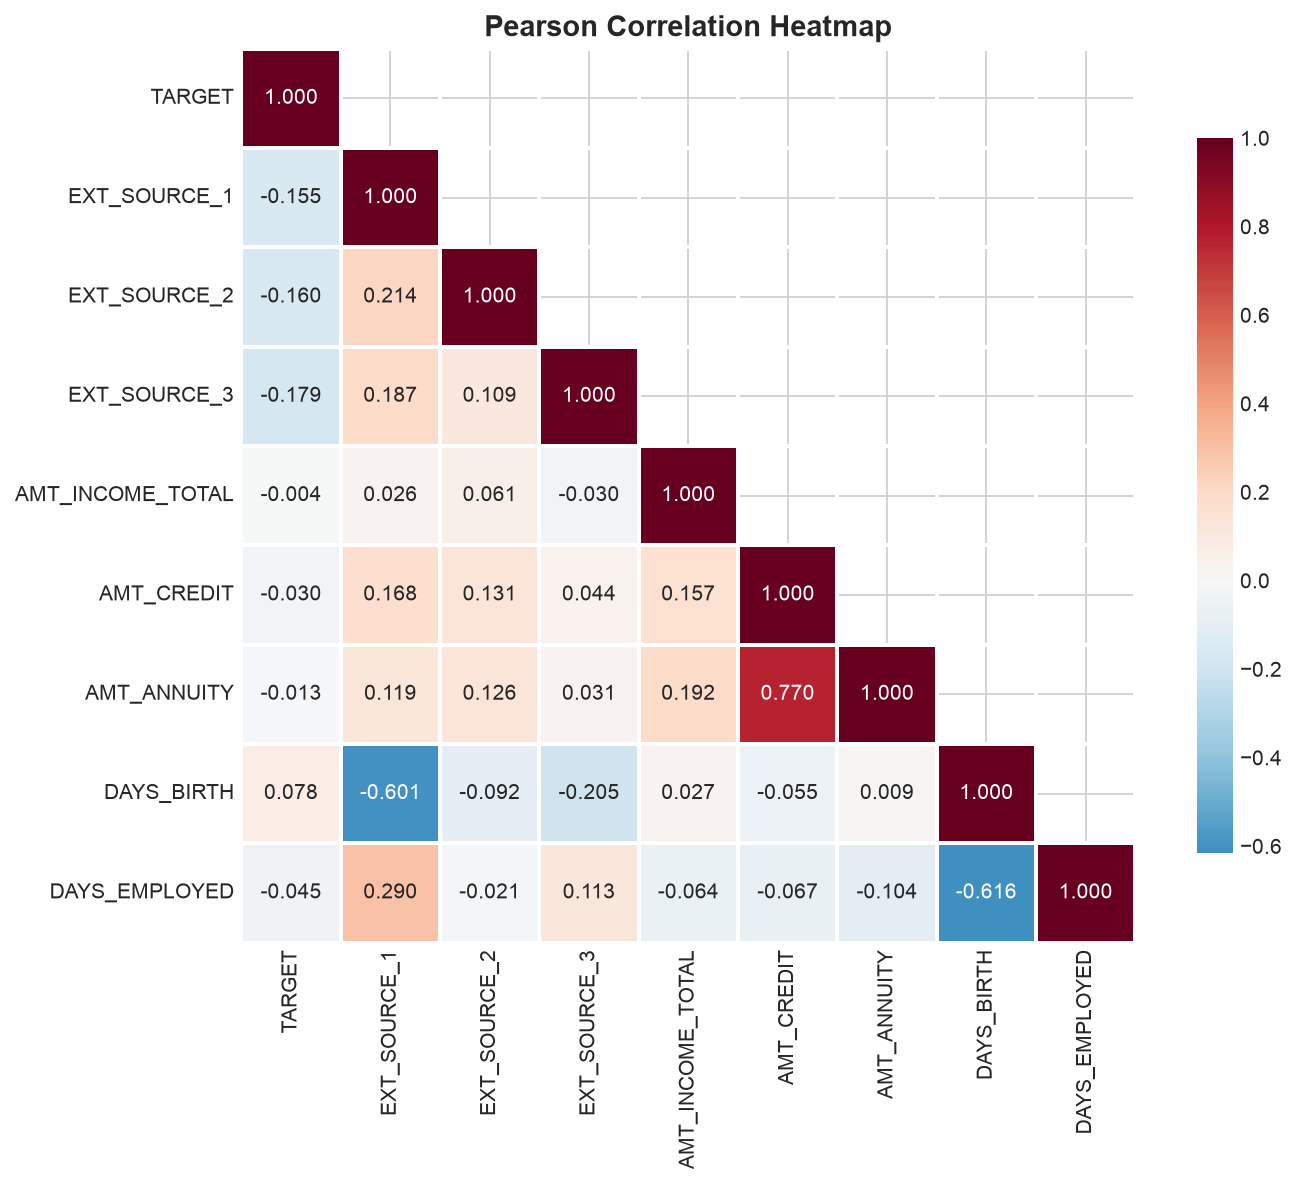 Pearson Correlation Heatmap
TARGET 1.000
EXT_SOURCE_1 -0.155 1.000
EXT_SOURCE_2 -0.160 0.214 1.000
EXT_SOURCE_3 -0.179 0.187 0.109 1.000
AMT_INCOME_TOTAL -0.004 0.026 0.061 -0.030 1.000
AMT_CREDIT -0.030 0.168 0.131 0.044 0.157 1.000
AMT_ANNUITY -0.013 0.119 0.126 0.031 0.192 0.770 1.000
DAYS_BIRTH 0.078 -0.601 -0.092 -0.205 0.027 -0.055 0.009 1.000
DAYS_EMPLOYED -0.045 0.290 -0.021 0.113 -0.064 -0.067 -0.104 -0.616 1.000
TARGET
EXT_SOURCE_1
EXT_SOURCE_2
EXT_SOURCE_3
AMT_INCOME_TOTAL
AMT_CREDIT
AMT_ANNUITY
DAYS_BIRTH
DAYS_EMPLOYED
1.0
0.8
0.6
0.4
0.2
0.0
−0.2
−0.4
−0.6